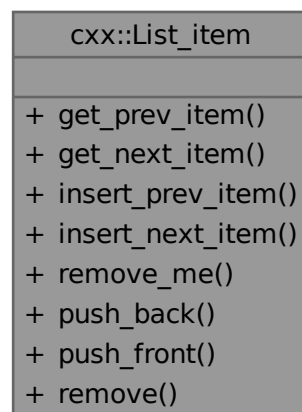 cxx::List_item
+ get_prev_item()
+ get_next_item()
+ insert_prev_item()
+ insert_next_item()
+ remove_me()
+ push_back()
+ push_front()
+ remove()